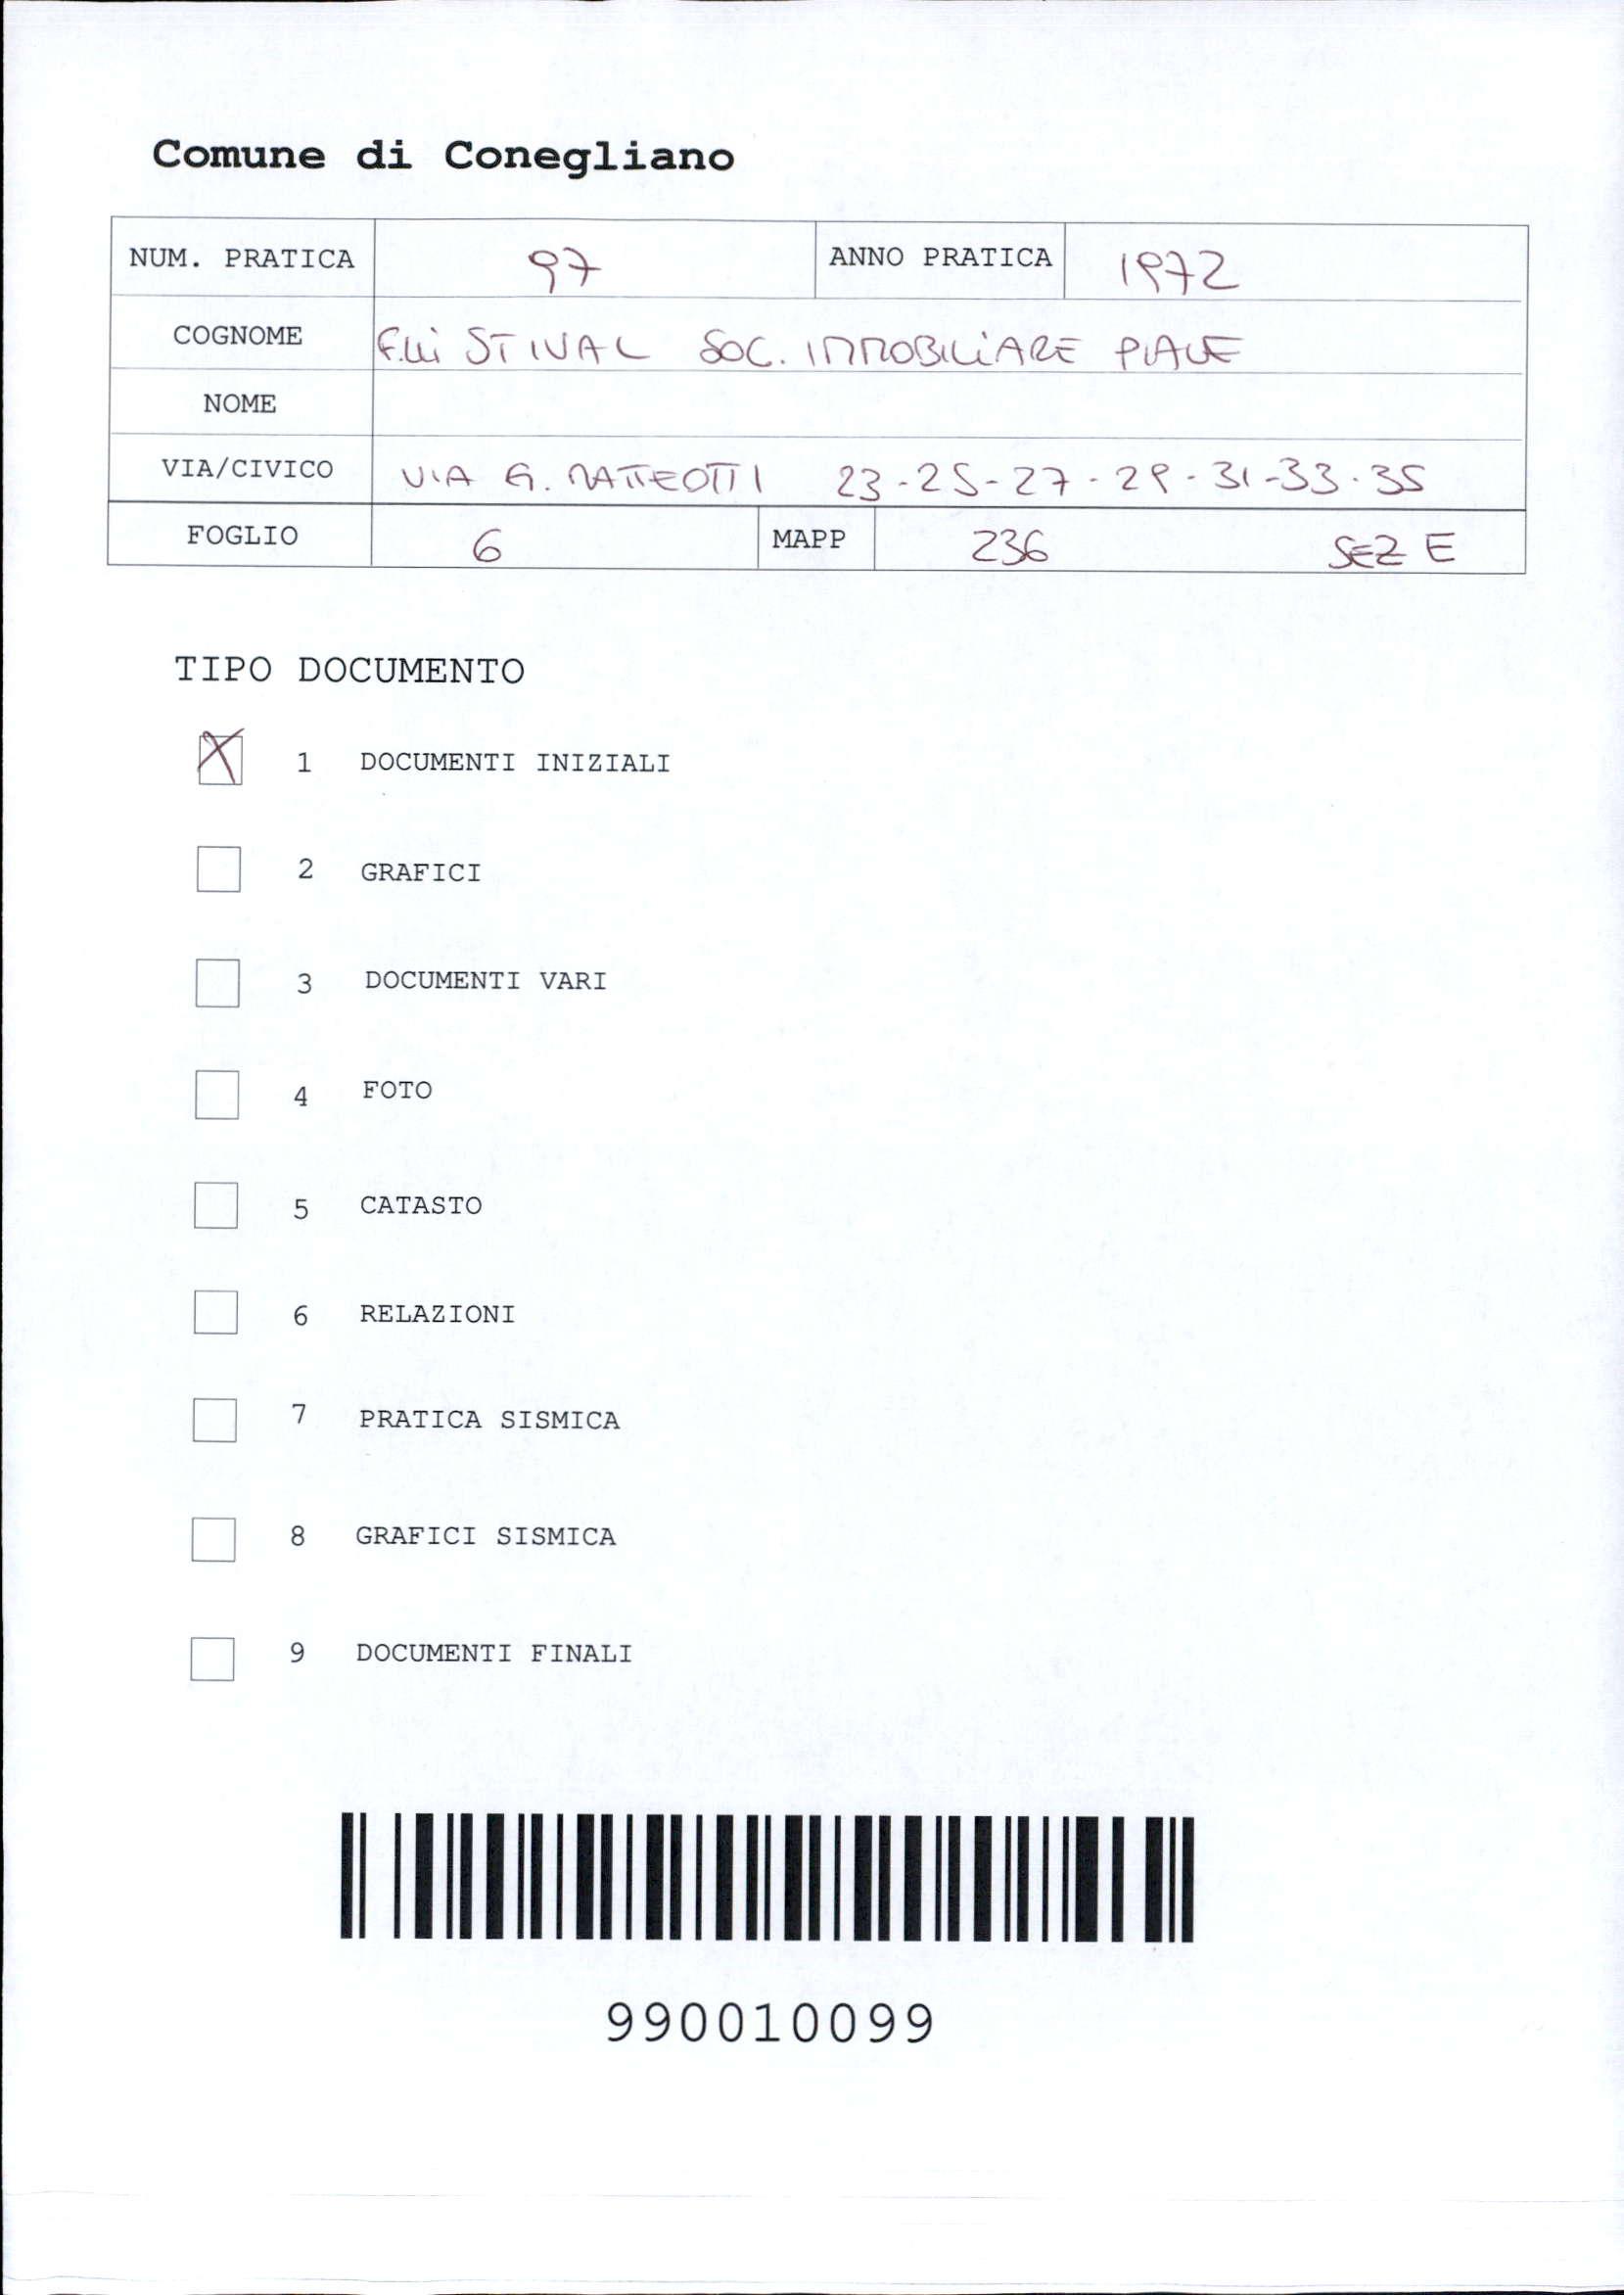 Comune di Conegliano
NUM. PRATICA 97 ANNO PRATICA 1972
COGNOME F.lli STIVAL SOC. IMMOBILIARE PIAVE
NOME
VIA/CIVICO VIA G. MATTEOTTI 23-25-27-29-31-33-35
FOGLIO 6 MAPP 236 SEZ E
TIPO DOCUMENTO
X 1 DOCUMENTI INIZIALI
2 GRAFICI
3 DOCUMENTI VARI
4 FOTO
5 CATASTO
6 RELAZIONI
7 PRATICA SISMICA
8 GRAFICI SISMICA
9 DOCUMENTI FINALI
990010099